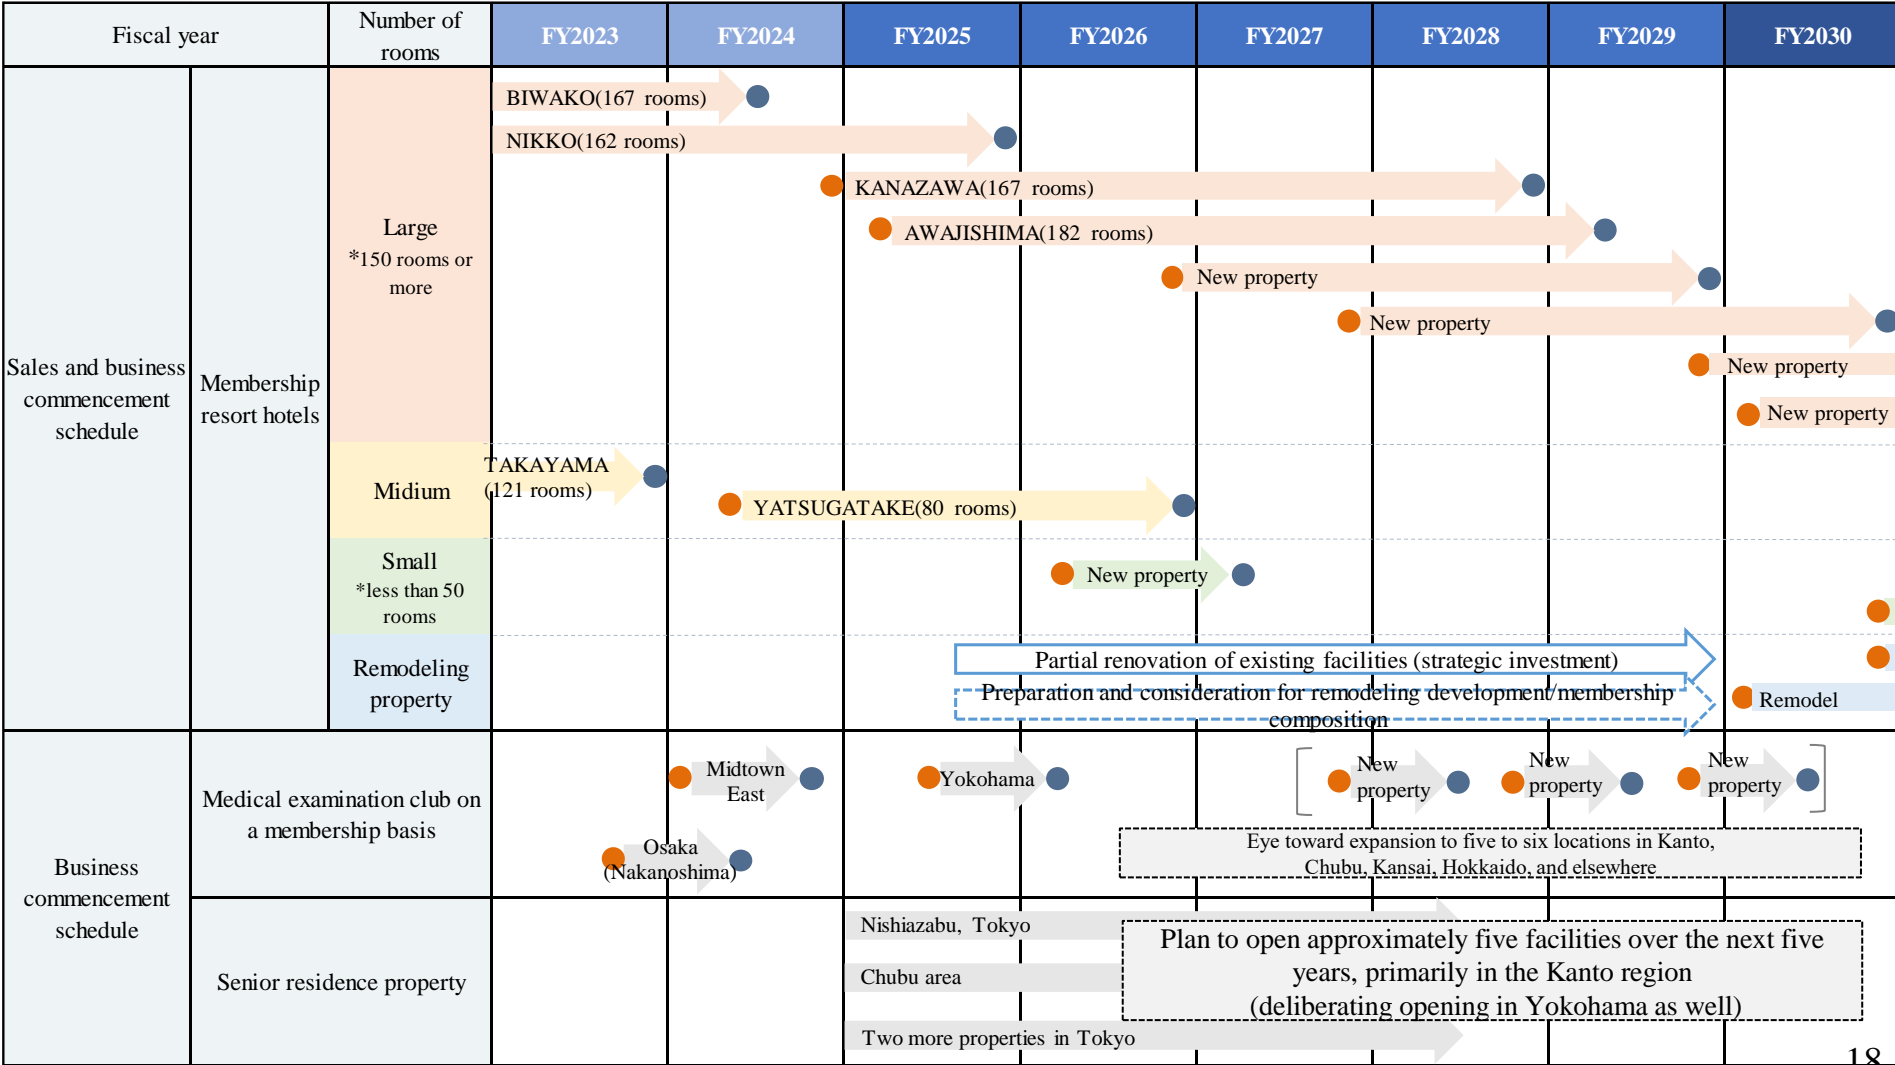 Fiscal year
Number of
rooms
FY2023
FY2024
FY2025
FY2026
FY2027
FY2028
FY2029
FY2030
Sales and business
commencement
schedule
Membership
resort hotels
Large
*150 rooms or
more
BIWAKO(167 rooms)
NIKKO(162 rooms)
KANAZAWA(167 rooms)
AWAJISHIMA(182 rooms)
New property
New property
New property
New property
Midium
TAKAYAMA
(121 rooms)
YATSUGATAKE(80 rooms)
Small
*less than 50
rooms
New property
Remodeling
property
Partial renovation of existing facilities (strategic investment)
Preparation and consideration for remodeling development/membership
composition
Remodel
Business
commencement
schedule
Medical examination club on
a membership basis
Midtown
East
Osaka
(Nakanoshima)
Yokohama
New
property
New
property
New
property
Eye toward expansion to five to six locations in Kanto,
Chubu, Kansai, Hokkaido, and elsewhere
Senior residence property
Nishiazabu, Tokyo
Chubu area
Two more properties in Tokyo
Plan to open approximately five facilities over the next five
years, primarily in the Kanto region
(deliberating opening in Yokohama as well)
18